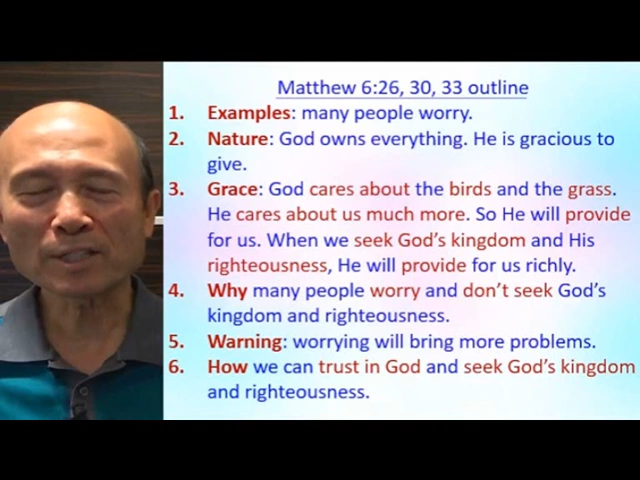 Matthew 6:26, 30, 33 outline
1. Examples: many people worry.
2. Nature: God owns everything. He is gracious to
give.
3. Grace: God cares about the birds and the grass.
He cares about us much more. So He will provide
for us. When we seek God's kingdom and His
righteousness, He will provide for us richly.
4. Why many people worry and don't seek God's
kingdom and righteousness.
5. Warning: worrying will bring more problems.
6. How we can trust in God and seek God's kingdom
and righteousness.